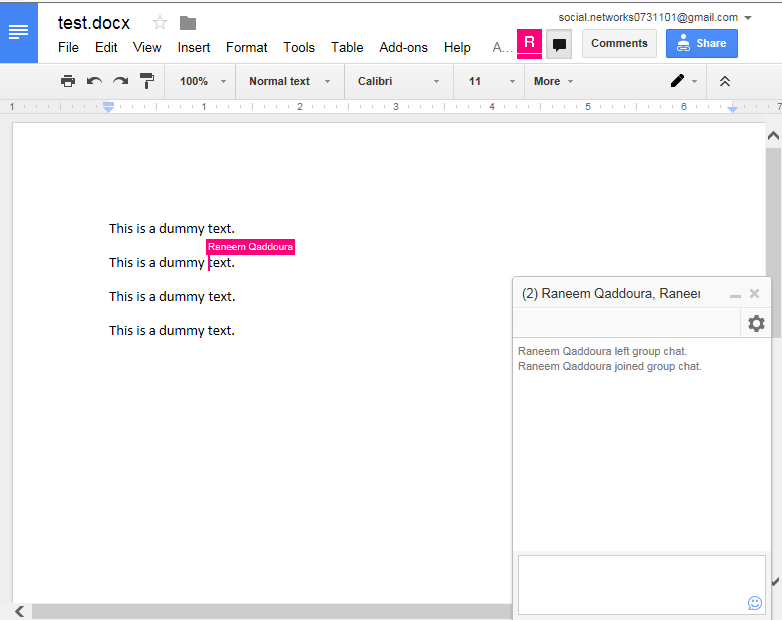 test.docx
social.networks0731101@gmail.com
File Edit View Insert Format Tools Table Add-ons Help A...
R
Comments
Share
100% Normal text Calibri 11 More
1 1 2 3 4 5 6 7
This is a dummy text.
Raneem Qaddoura
This is a dummy text.
This is a dummy text.
This is a dummy text.
(2) Raneem Qaddoura, Raneer
Raneem Qaddoura left group chat.
Raneem Qaddoura joined group chat.